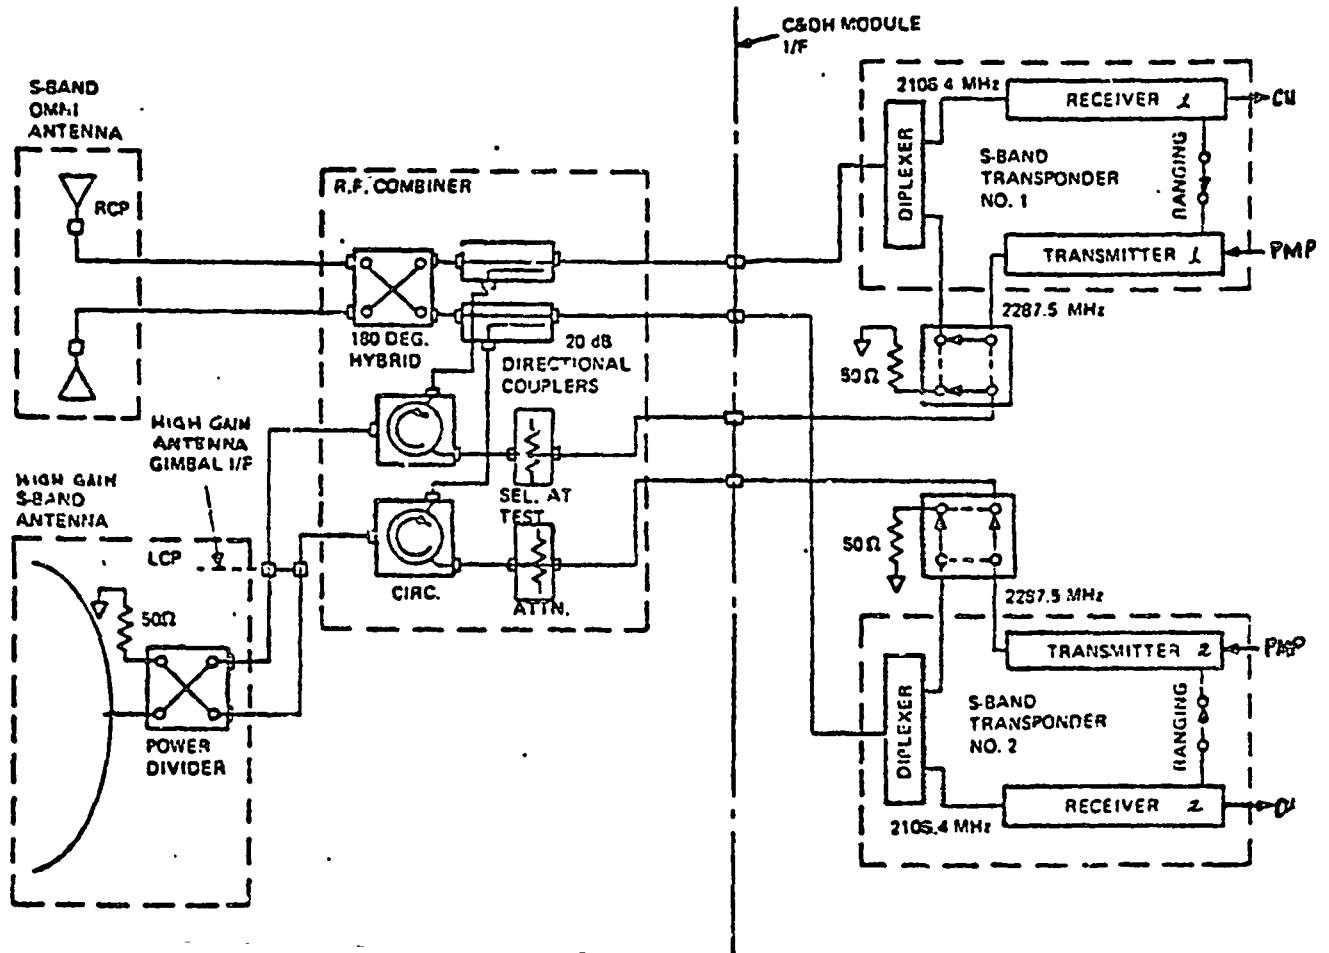 C&DH MODULE
I/F
S-BAND
OMNI
ANTENNA
RCP
R.F. COMBINER
180 DEG.
HYBRID
20 dB
DIRECTIONAL
COUPLERS
SEL. AT
TEST
CIRC.
ATTN.
HIGH GAIN
ANTENNA
GIMBAL I/F
HIGH GAIN
S-BAND
ANTENNA
LCP
50Ω
POWER
DIVIDER
2106.4 MHz
RECEIVER 1
DIPLEXER
S-BAND
TRANSPONDER
NO. 1
RANGING
TRANSMITTER 1
PMP
2287.5 MHz
50Ω
50Ω
2287.5 MHz
TRANSMITTER 2
PMP
DIPLEXER
S-BAND
TRANSPONDER
NO. 2
RANGING
RECEIVER 2
2106.4 MHz